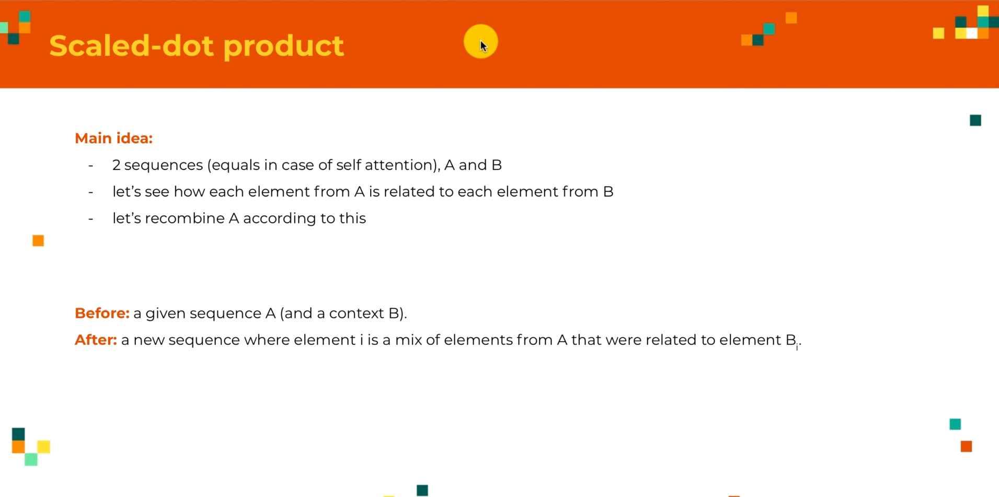 Scaled-dot product
Main idea:
- 2 sequences (equals in case of self attention), A and B
- let’s see how each element from A is related to each element from B
- let’s recombine A according to this
Before: a given sequence A (and a context B).
After: a new sequence where element i is a mix of elements from A that were related to element Bᵢ.